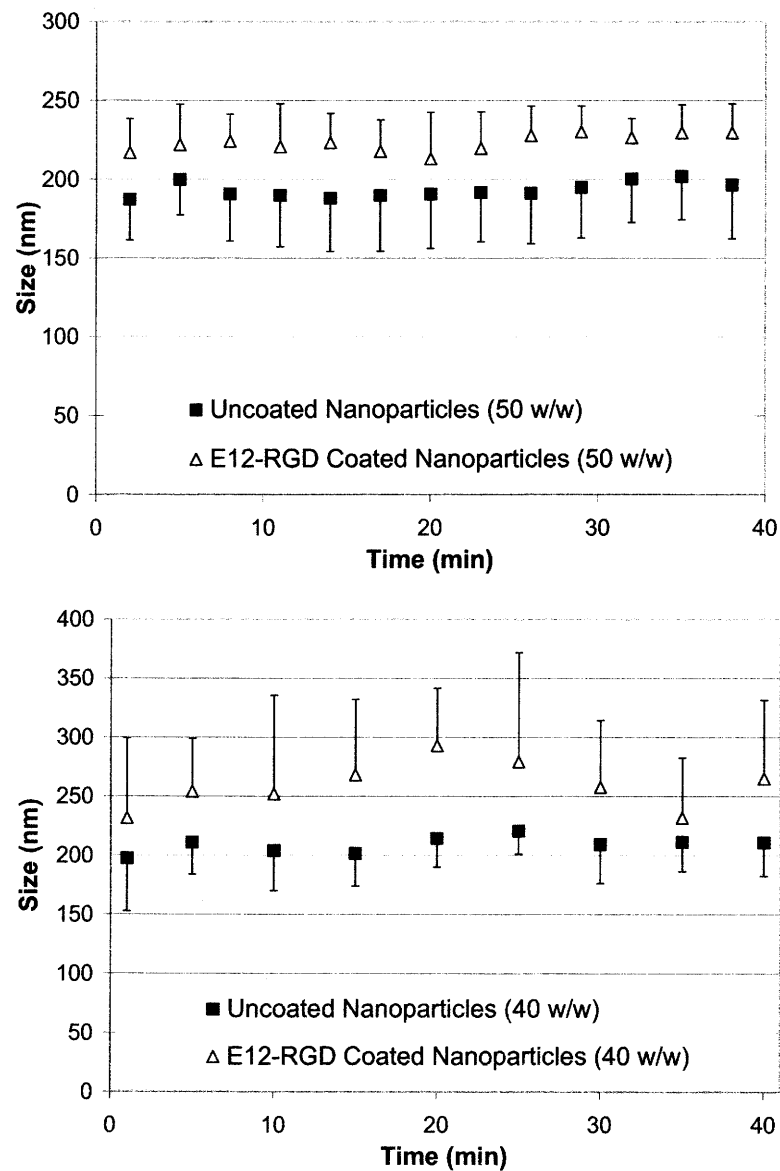 300
250
200
150
100
50
0
Size (nm)
■ Uncoated Nanoparticles (50 w/w)
△ E12-RGD Coated Nanoparticles (50 w/w)
0 10 20 30 40
Time (min)
400
350
300
250
200
150
100
50
0
Size (nm)
■ Uncoated Nanoparticles (40 w/w)
△ E12-RGD Coated Nanoparticles (40 w/w)
0 10 20 30 40
Time (min)